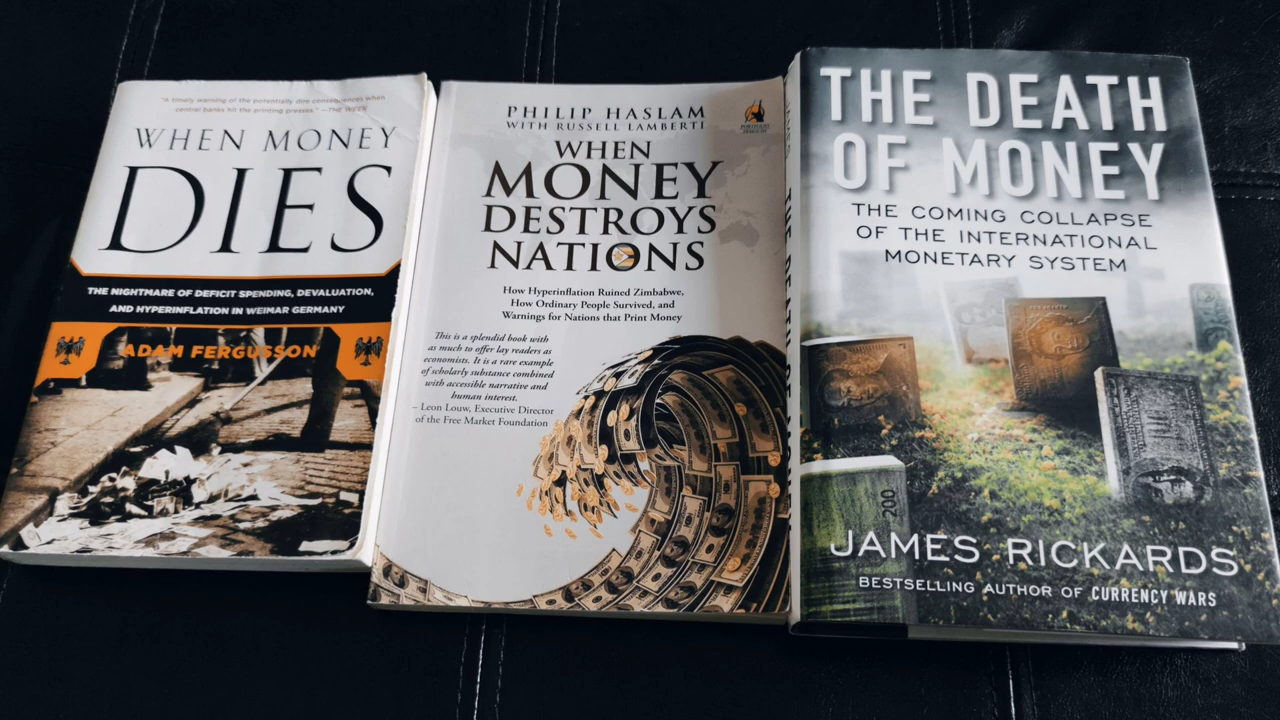 "A timely warning of the potentially dire consequences when
central banks hit the printing presses." —THE WEEK
WHEN MONEY
DIES
THE NIGHTMARE OF DEFICIT SPENDING, DEVALUATION,
AND HYPERINFLATION IN WEIMAR GERMANY
ADAM FERGUSSON
PHILIP HASLAM
WITH RUSSELL LAMBERTI
WHEN
MONEY
DESTROYS
NATIONS
How Hyperinflation Ruined Zimbabwe,
How Ordinary People Survived, and
Warnings for Nations that Print Money
This is a splendid book with
as much to offer lay readers as
economists. It is a rare example
of scholarly substance combined
with accessible narrative and
human interest.
– Leon Louw, Executive Director
of the Free Market Foundation
THE DEATH
OF MONEY
THE COMING COLLAPSE
OF THE INTERNATIONAL
MONETARY SYSTEM
200
JAMES RICKARDS
BESTSELLING AUTHOR OF CURRENCY WARS